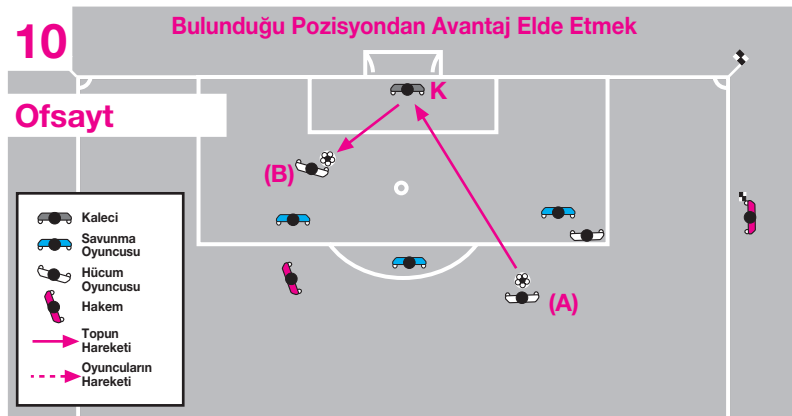 10
Bulunduğu Pozisyondan Avantaj Elde Etmek
Ofsayt
K
(B)
(A)
Kaleci
Savunma
Oyuncusu
Hücum
Oyuncusu
Hakem
Topun
Hareketi
Oyuncuların
Hareketi